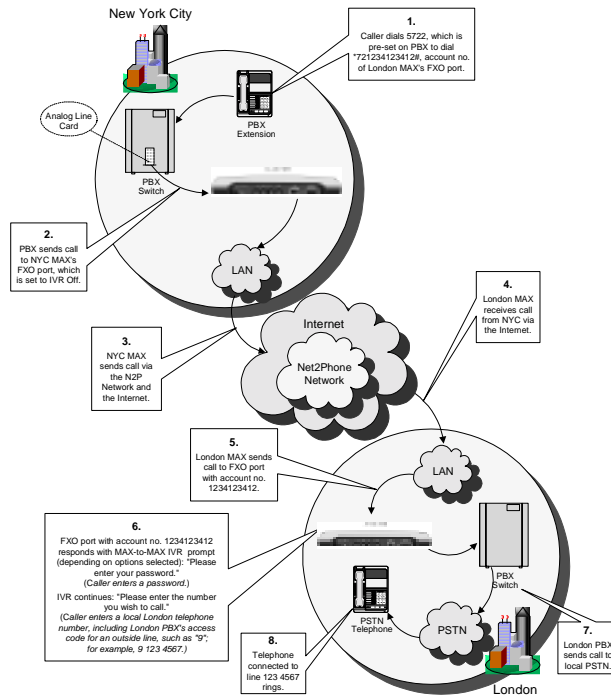 New York City
1.
Caller dials 5722, which is
pre-set on PBX to dial
*721234123412#, account no.
of London MAX's FXO port.
Analog Line
Card
PBX
Extension
PBX
Switch
2.
PBX sends call
to NYC MAX's
FXO port, which
is set to IVR Off.
LAN
3.
NYC MAX
sends call via
the N2P
Network and
the Internet.
Internet
Net2Phone
Network
4.
London MAX
receives call
from NYC via
the Internet.
5.
London MAX sends
call to FXO port
with account no.
1234123412.
LAN
6.
FXO port with account no. 1234123412
responds with MAX-to-MAX IVR prompt
(depending on options selected): "Please
enter your password."
(Caller enters a password.)
IVR continues: "Please enter the number
you wish to call."
(Caller enters a local London telephone
number, including London PBX's access
code for an outside line, such as "9";
for example, 9 123 4567.)
PBX
Switch
PSTN
Telephone
PSTN
7.
London PBX
sends call to
local PSTN.
8.
Telephone
connected to
line 123 4567
rings.
London